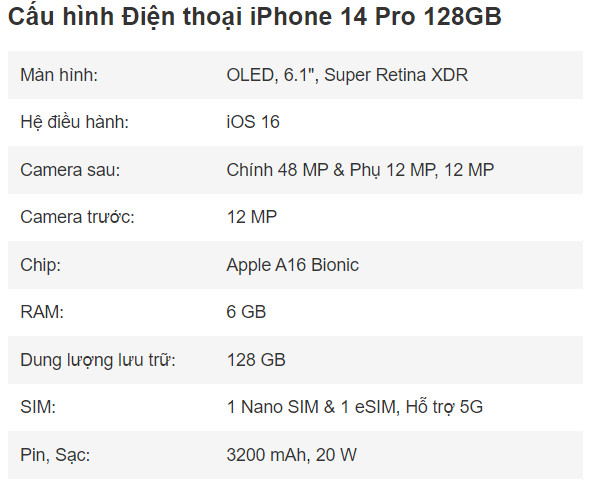 Cấu hình Điện thoại iPhone 14 Pro 128GB
Màn hình: OLED, 6.1", Super Retina XDR
Hệ điều hành: iOS 16
Camera sau: Chính 48 MP & Phụ 12 MP, 12 MP
Camera trước: 12 MP
Chip: Apple A16 Bionic
RAM: 6 GB
Dung lượng lưu trữ: 128 GB
SIM: 1 Nano SIM & 1 eSIM, Hỗ trợ 5G
Pin, Sạc: 3200 mAh, 20 W